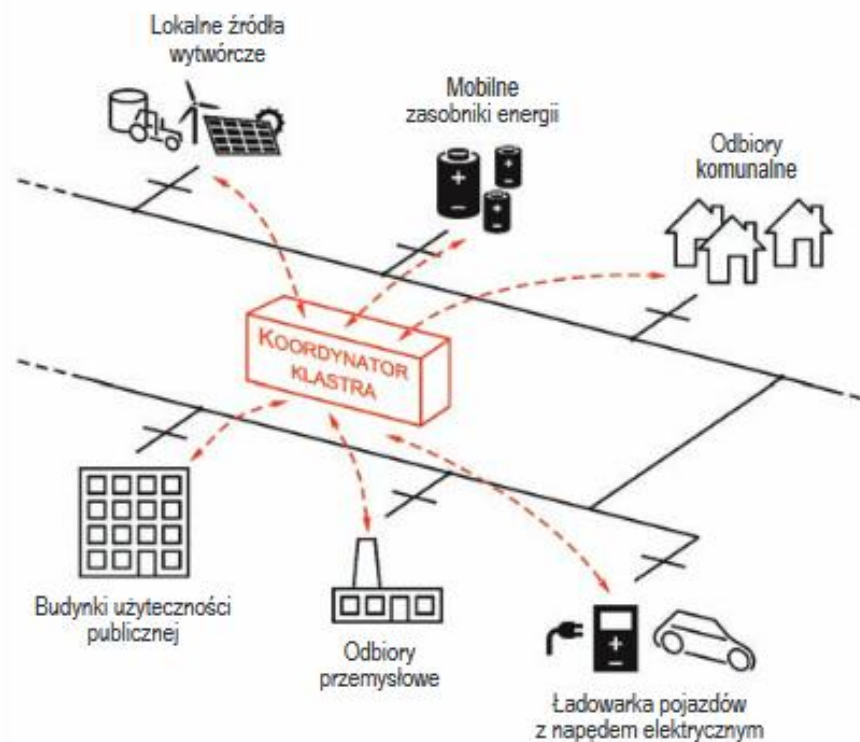 Lokalne źródła
wytwórcze
Mobilne
zasobniki energii
Odbiory
komunalne
KOORDYNATOR
KLASTRA
Budynki użyteczności
publicznej
Odbiory
przemysłowe
Ładowarka pojazdów
z napędem elektrycznym